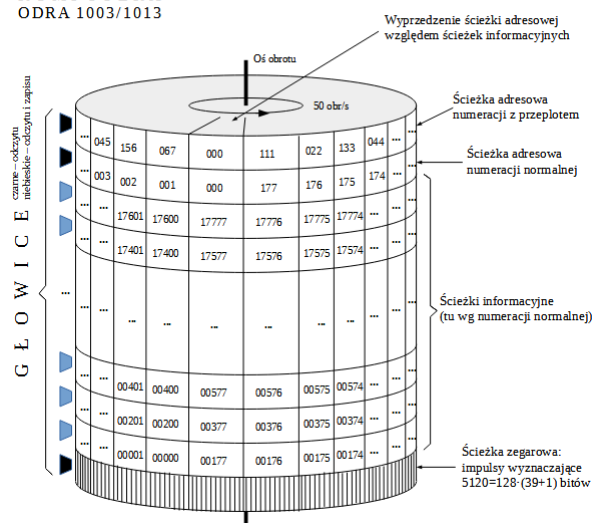 ODRA 1003/1013
Wyprzedzenie ścieżki adresowej
względem ścieżek informacyjnych
Oś obrotu
50 obr/s
Ścieżka adresowa
numeracji z przeplotem
Ścieżka adresowa
numeracji normalnej
Ścieżki informacyjne
(tu wg numeracji normalnej)
Ścieżka zegarowa:
impulsy wyznaczające
5120=128·(39+1) bitów
GŁOWICE
czarne – odczytu
niebieskie – odczytu i zapisu
... 045 156 067 000 111 022 133 044 ... ...
... 003 002 001 000 177 176 175 174 ... ...
... ... 17601 17600 17777 17776 17775 17774 ... ... ...
... ... 17401 17400 17577 17576 17575 17574 ... ... ...
... ... ... ... ... ... ... ... ... ... ... ...
... ... 00401 00400 00577 00576 00575 00574 ... ... ...
... ... 00201 00200 00377 00376 00375 00374 ... ... ...
... ... 00001 00000 00177 00176 00175 00174 ... ... ...